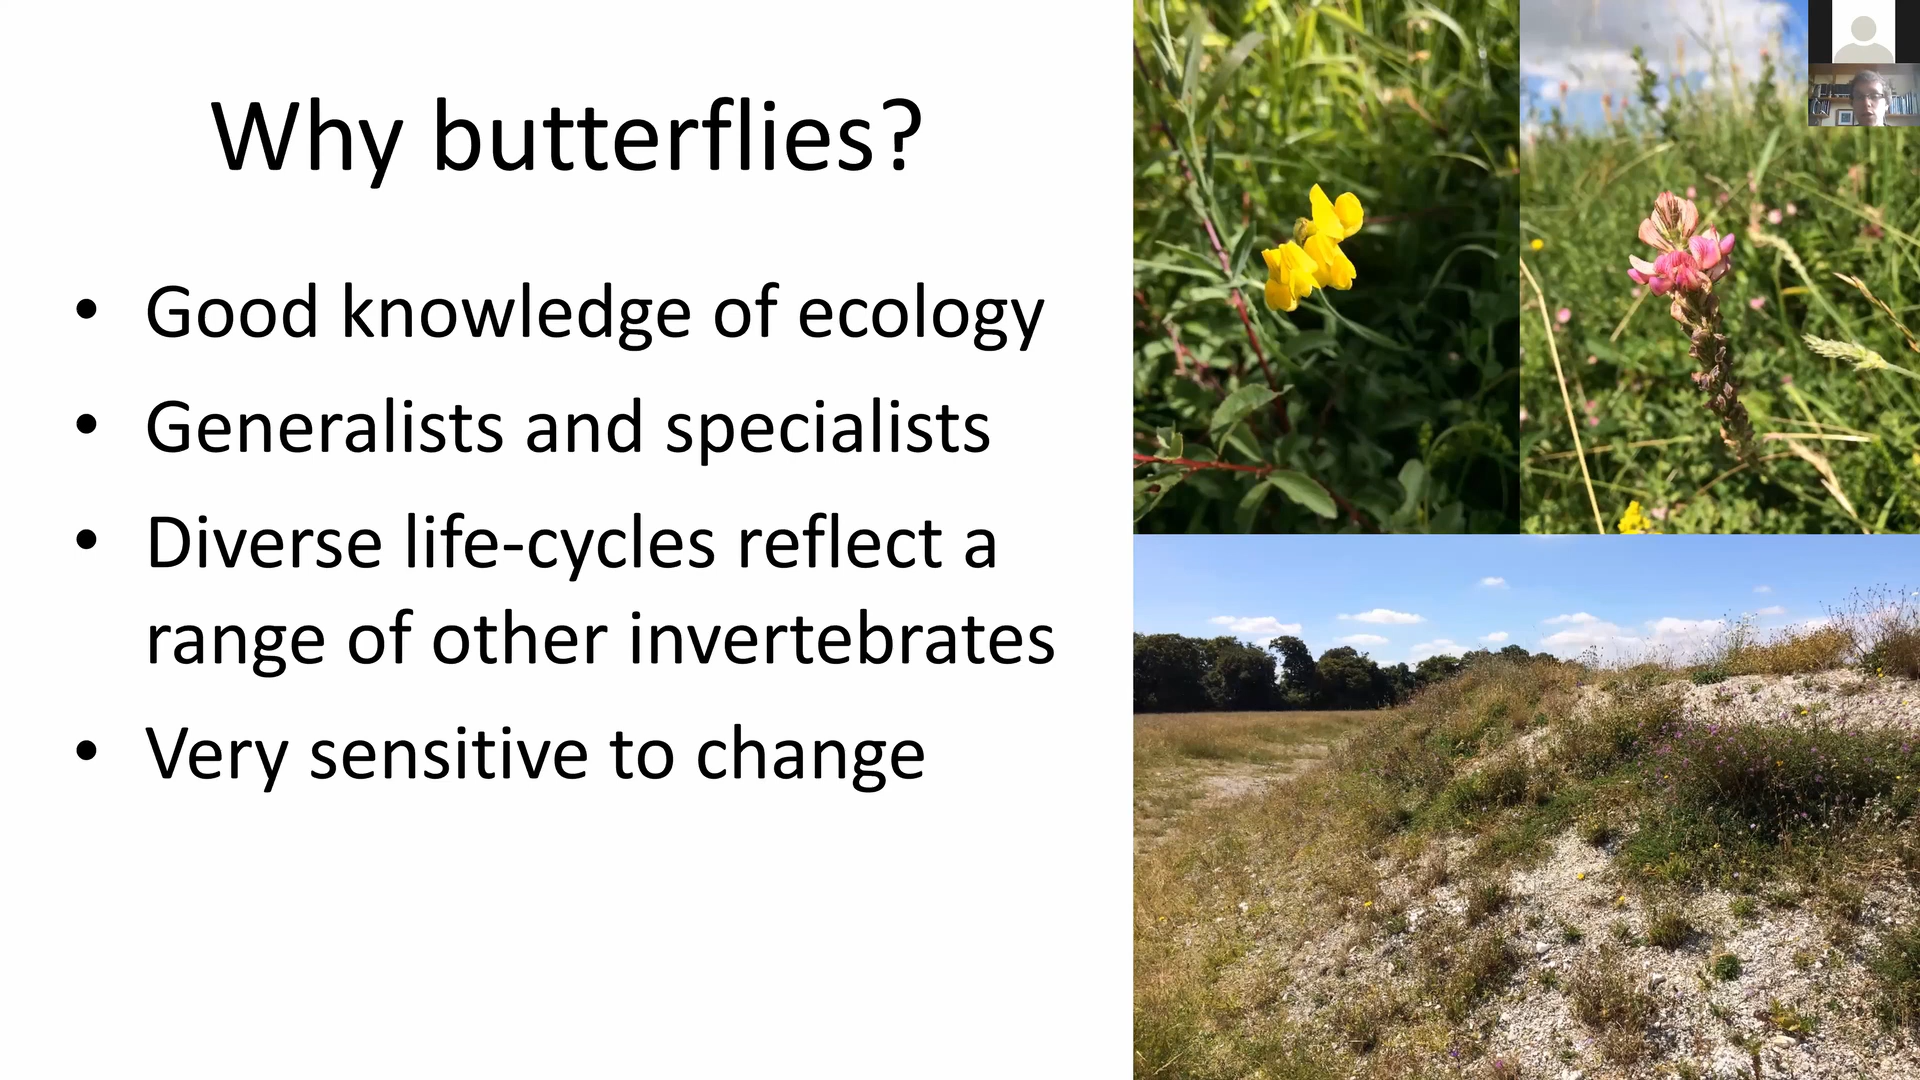 Why butterflies?
• Good knowledge of ecology
• Generalists and specialists
• Diverse life-cycles reflect a
range of other invertebrates
• Very sensitive to change